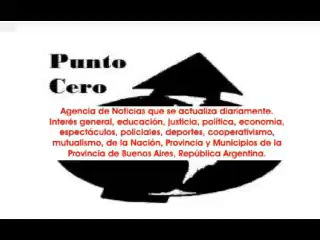 Punto
Cero
Agencia de Noticias que se actualiza diariamente.
Interés general, educación, justicia, política, economía,
espectáculos, policiales, deportes, cooperativismo,
mutualismo, de la Nación, Provincia y Municipios de la
Provincia de Buenos Aires, República Argentina.